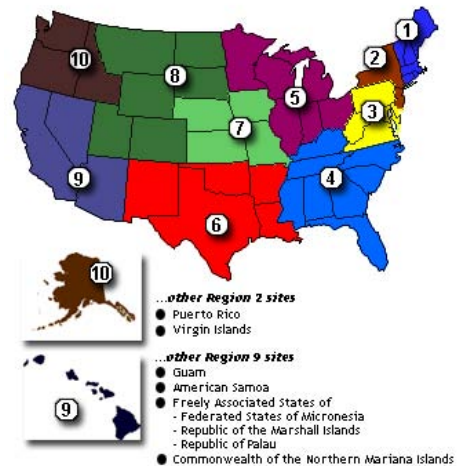 1
10
2
8
5
3
7
9
4
6
10
...other Region 2 sites
● Puerto Rico
● Virgin Islands
9
...other Region 9 sites
● Guam
● American Samoa
● Freely Associated States of
- Federated States of Micronesia
- Republic of the Marshall Islands
- Republic of Palau
● Commonwealth of the Northern Mariana Islands